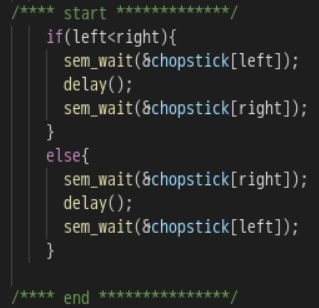 /**** start *************/
if(left<right){
sem_wait(&chopstick[left]);
delay();
sem_wait(&chopstick[right]);
}
else{
sem_wait(&chopstick[right]);
delay();
sem_wait(&chopstick[left]);
}
/**** end ***************/